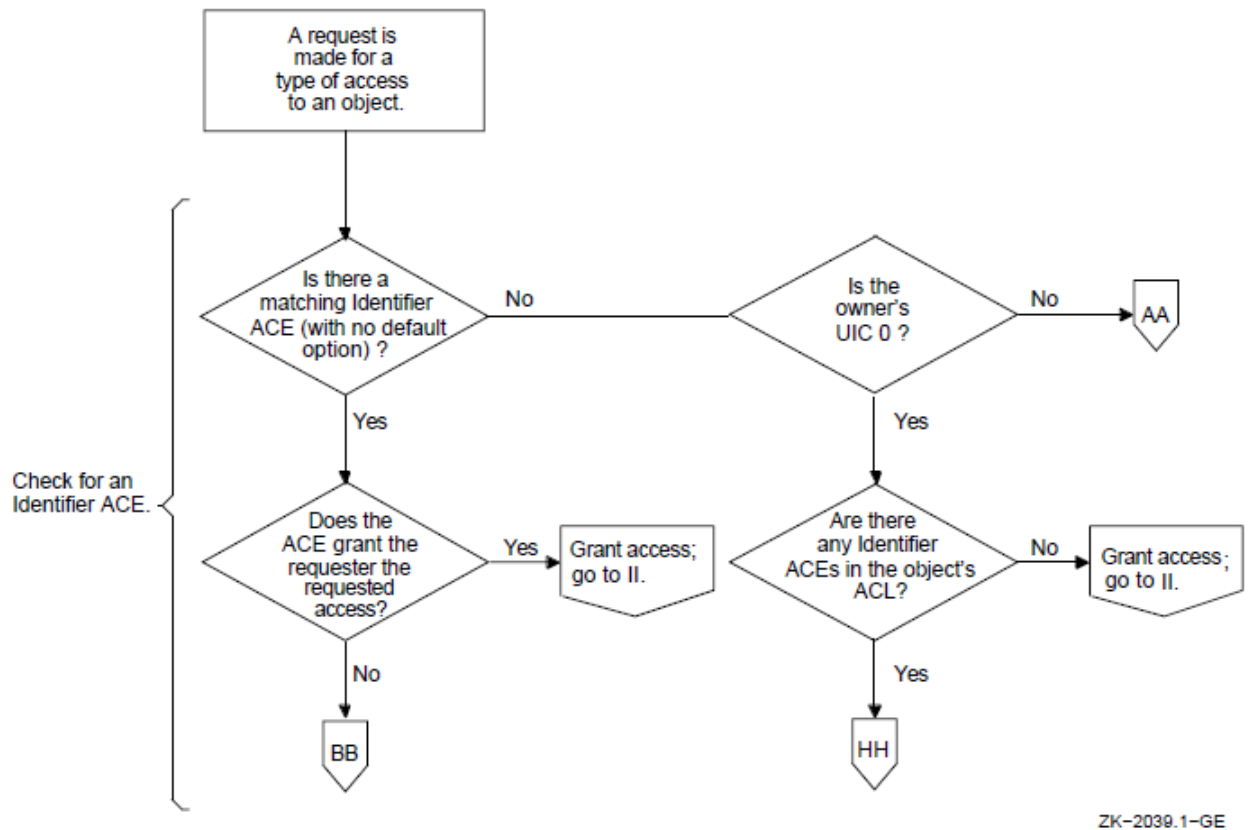 A request is
made for a
type of access
to an object.
Is there a
matching Identifier
ACE (with no default
option) ?
No
Is the
owner's
UIC 0 ?
No
AA
Yes
Yes
Check for an
Identifier ACE.
Does the
ACE grant the
requester the
requested
access?
Yes
Grant access;
go to II.
Are there
any Identifier
ACEs in the object's
ACL?
No
Grant access;
go to II.
No
Yes
BB
HH
ZK-2039.1-GE